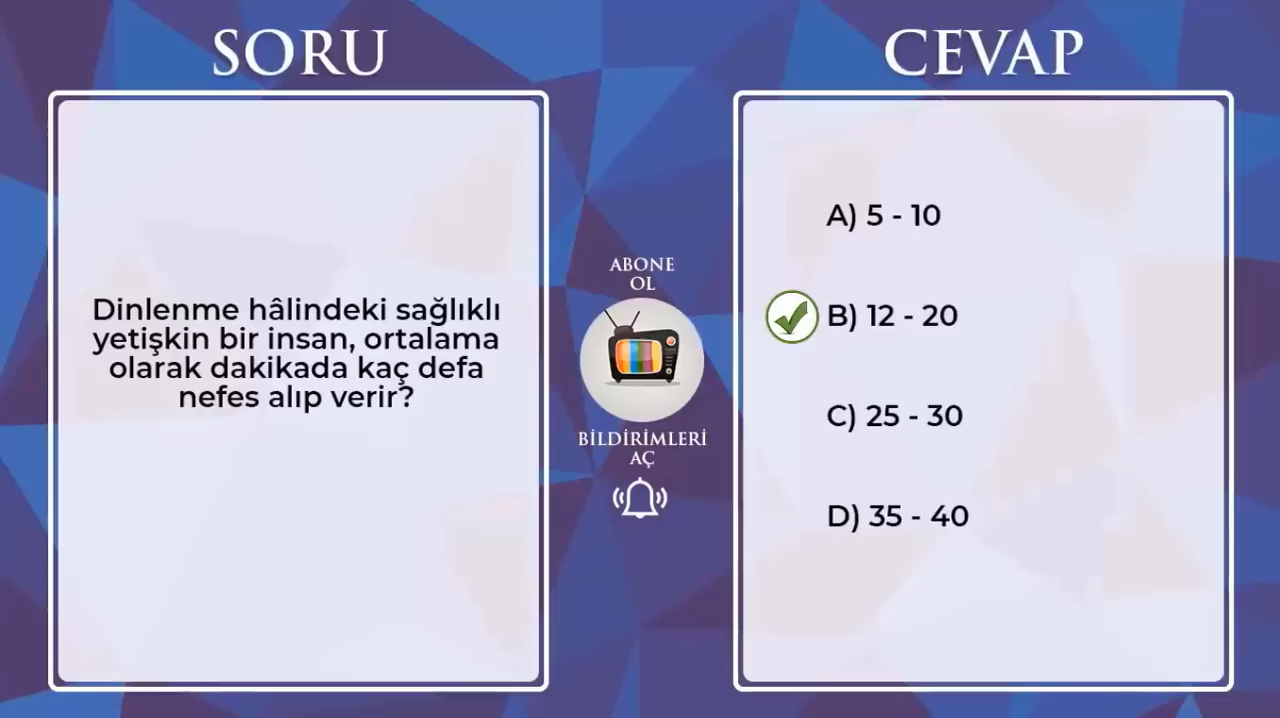 SORU
Dinlenme hâlindeki sağlıklı
yetişkin bir insan, ortalama
olarak dakikada kaç defa
nefes alıp verir?
ABONE
OL
BİLDİRİMLERİ
AÇ
CEVAP
A) 5 - 10
B) 12 - 20
C) 25 - 30
D) 35 - 40